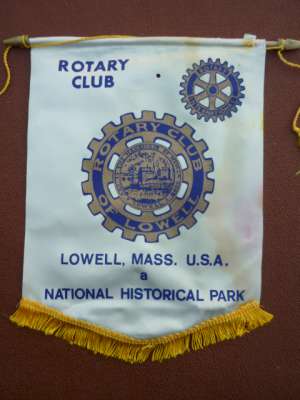 ROTARY
CLUB
ROTARY CLUB
OF LOWELL
LOWELL, MASS. U.S.A.
a
NATIONAL HISTORICAL PARK